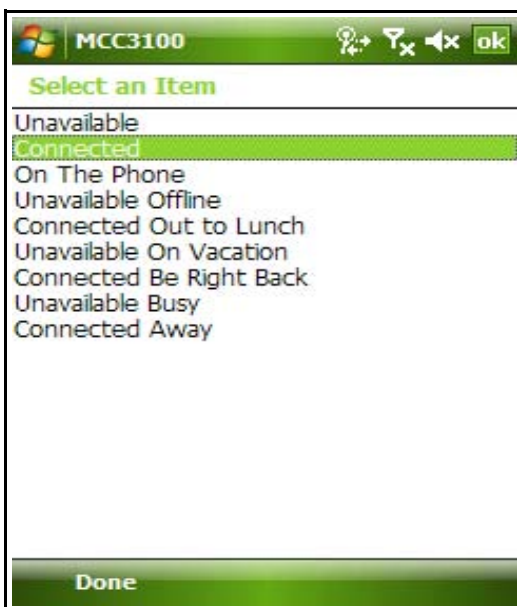 MCC3100
ok
Select an Item
Unavailable
Connected
On The Phone
Unavailable Offline
Connected Out to Lunch
Unavailable On Vacation
Connected Be Right Back
Unavailable Busy
Connected Away
Done